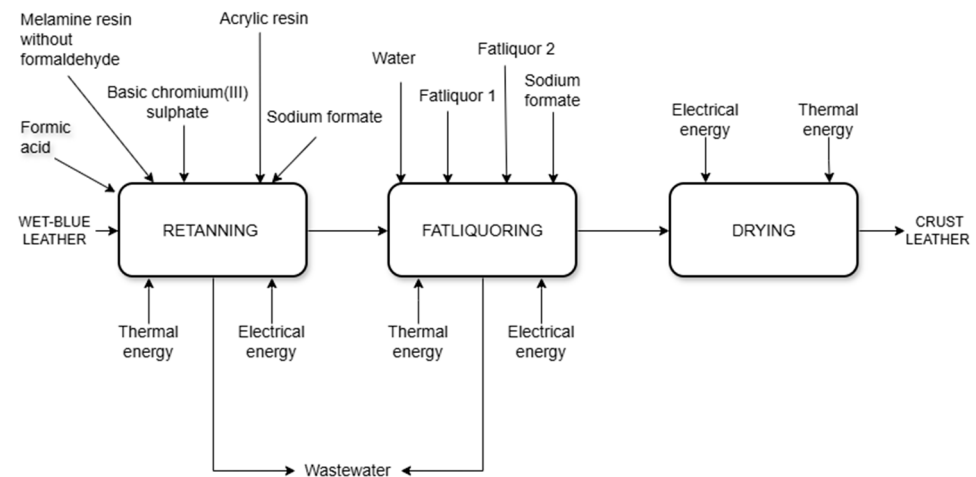 Melamine resin
without
formaldehyde
Acrylic resin
Basic chromium(III)
sulphate
Sodium formate
Formic
acid
Water
Fatliquor 1
Fatliquor 2
Sodium
formate
Electrical
energy
Thermal
energy
WET-BLUE
LEATHER
RETANNING
FATLIQUORING
DRYING
CRUST
LEATHER
Thermal
energy
Electrical
energy
Thermal
energy
Electrical
energy
Wastewater